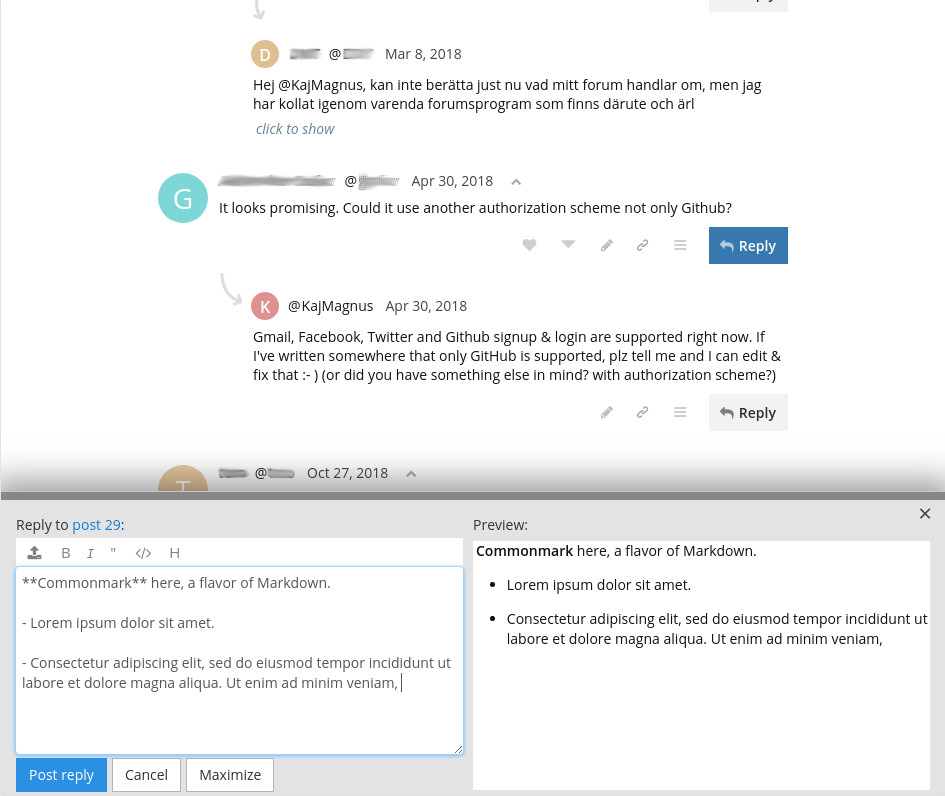 D @ Mar 8, 2018
Hej @KajMagnus, kan inte berätta just nu vad mitt forum handlar om, men jag
har kollat igenom varenda forumsprogram som finns därute och ärl
click to show
G @ Apr 30, 2018
It looks promising. Could it use another authorization scheme not only Github?
Reply
K @KajMagnus Apr 30, 2018
Gmail, Facebook, Twitter and Github signup & login are supported right now. If
I've written somewhere that only GitHub is supported, plz tell me and I can edit &
fix that :- ) (or did you have something else in mind? with authorization scheme?)
Reply
T @ Oct 27, 2018
Reply to post 29:
B I " </> H
**Commonmark** here, a flavor of Markdown.
- Lorem ipsum dolor sit amet.
- Consectetur adipiscing elit, sed do eiusmod tempor incididunt ut
labore et dolore magna aliqua. Ut enim ad minim veniam,
Post reply Cancel Maximize
Preview:
Commonmark here, a flavor of Markdown.
• Lorem ipsum dolor sit amet.
• Consectetur adipiscing elit, sed do eiusmod tempor incididunt ut
labore et dolore magna aliqua. Ut enim ad minim veniam,